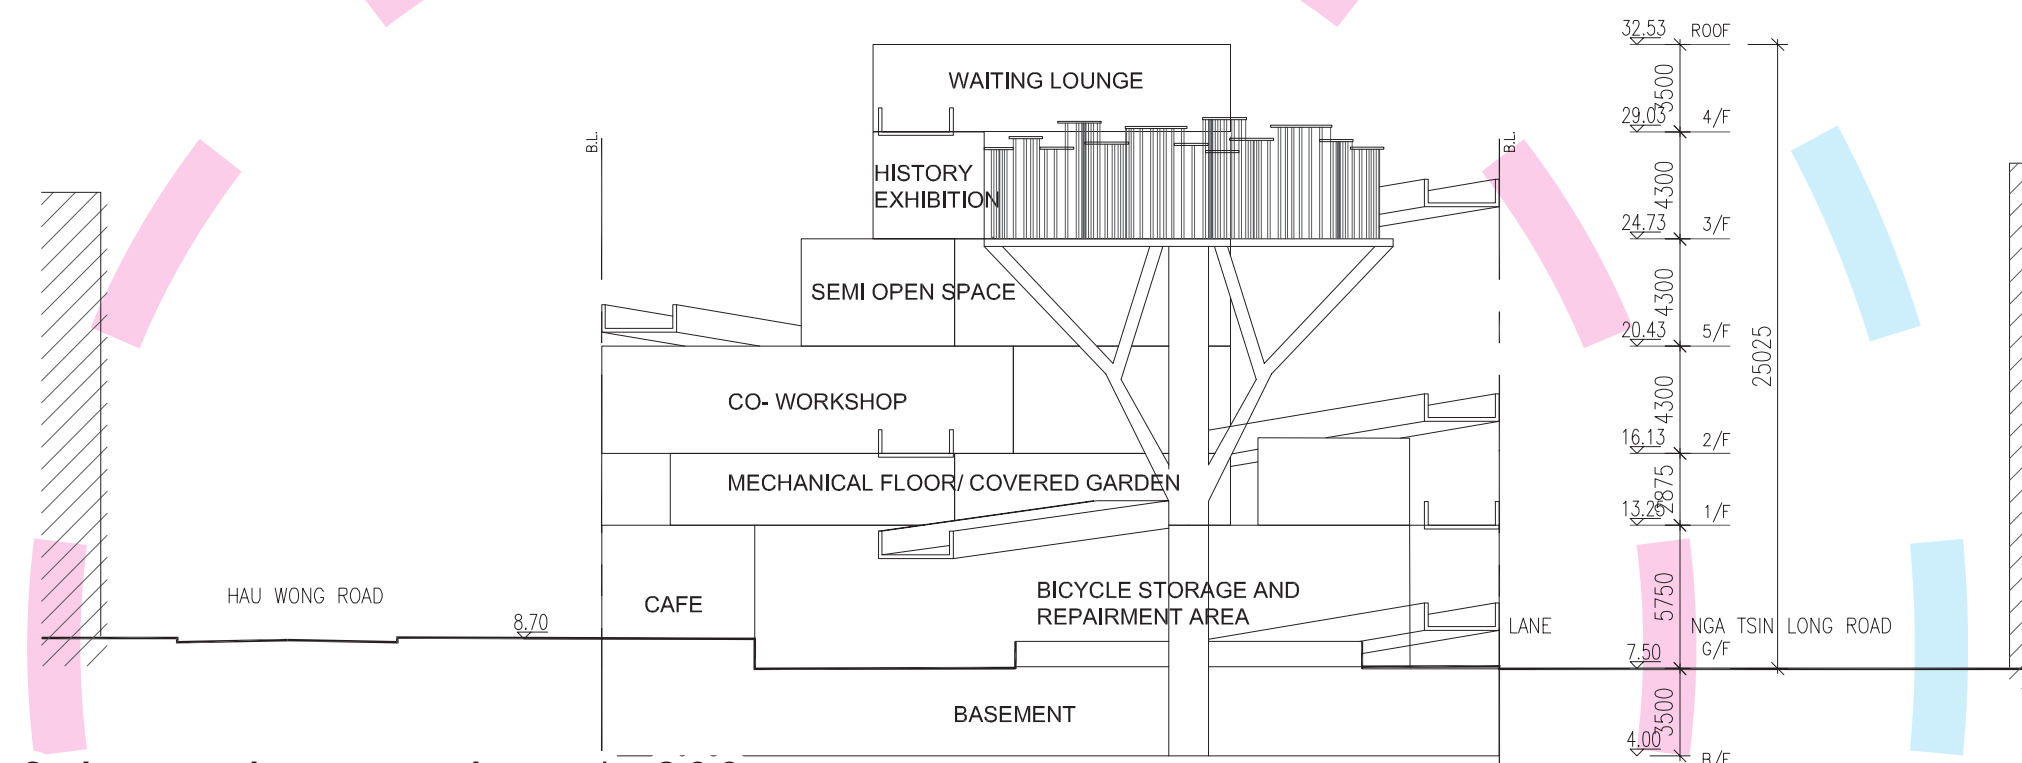 32.53 ROOF
WAITING LOUNGE
3500
29.03 4/F
B.L.
B.L.
HISTORY
EXHIBITION
4300
24.73 3/F
SEMI OPEN SPACE
4300
20.43 5/F
25025
CO- WORKSHOP
4300
16.13 2/F
MECHANICAL FLOOR/ COVERED GARDEN
2875
13.25 1/F
HAU WONG ROAD
8.70
CAFE
BICYCLE STORAGE AND
REPAIRMENT AREA
5750
LANE
NGA TSIN LONG ROAD
7.50 G/F
BASEMENT
3500
4.00 B/F